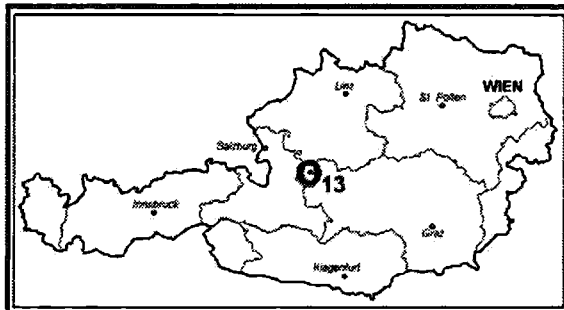 Linz
WIEN
St. Pölten
Salzburg
13
Innsbruck
Graz
Klagenfurt